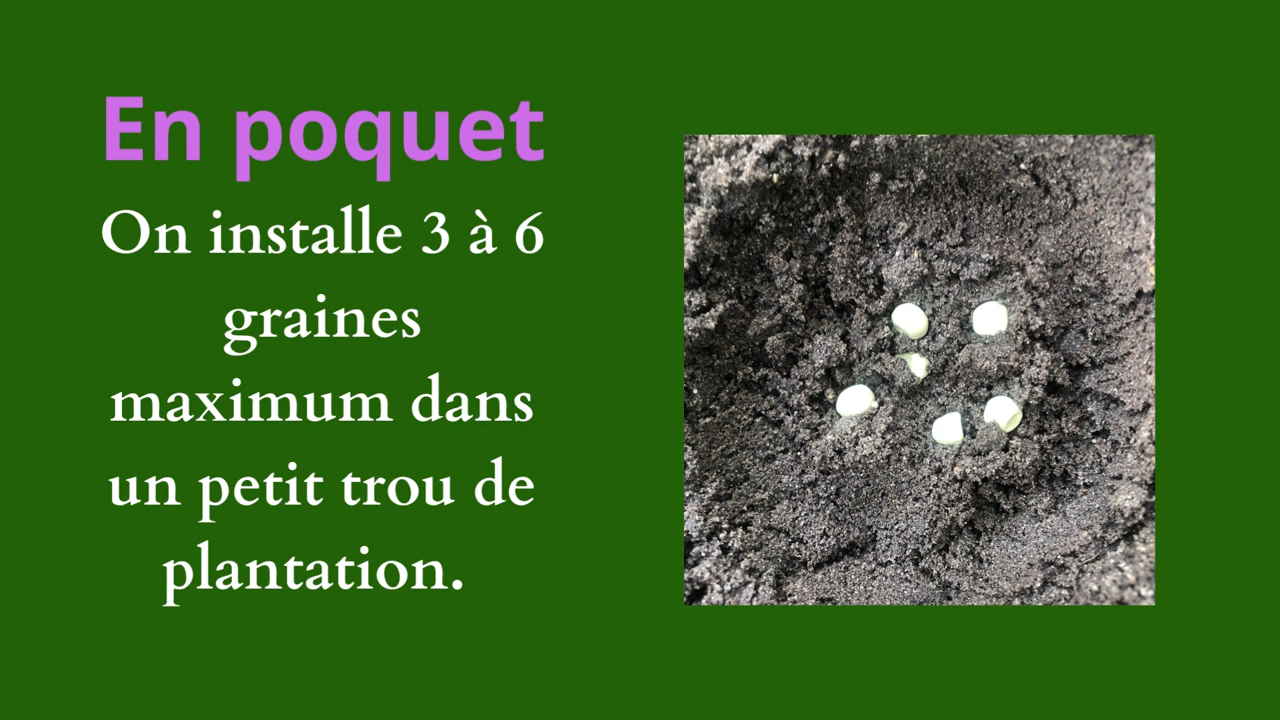 En poquet
On installe 3 à 6
graines
maximum dans
un petit trou de
plantation.